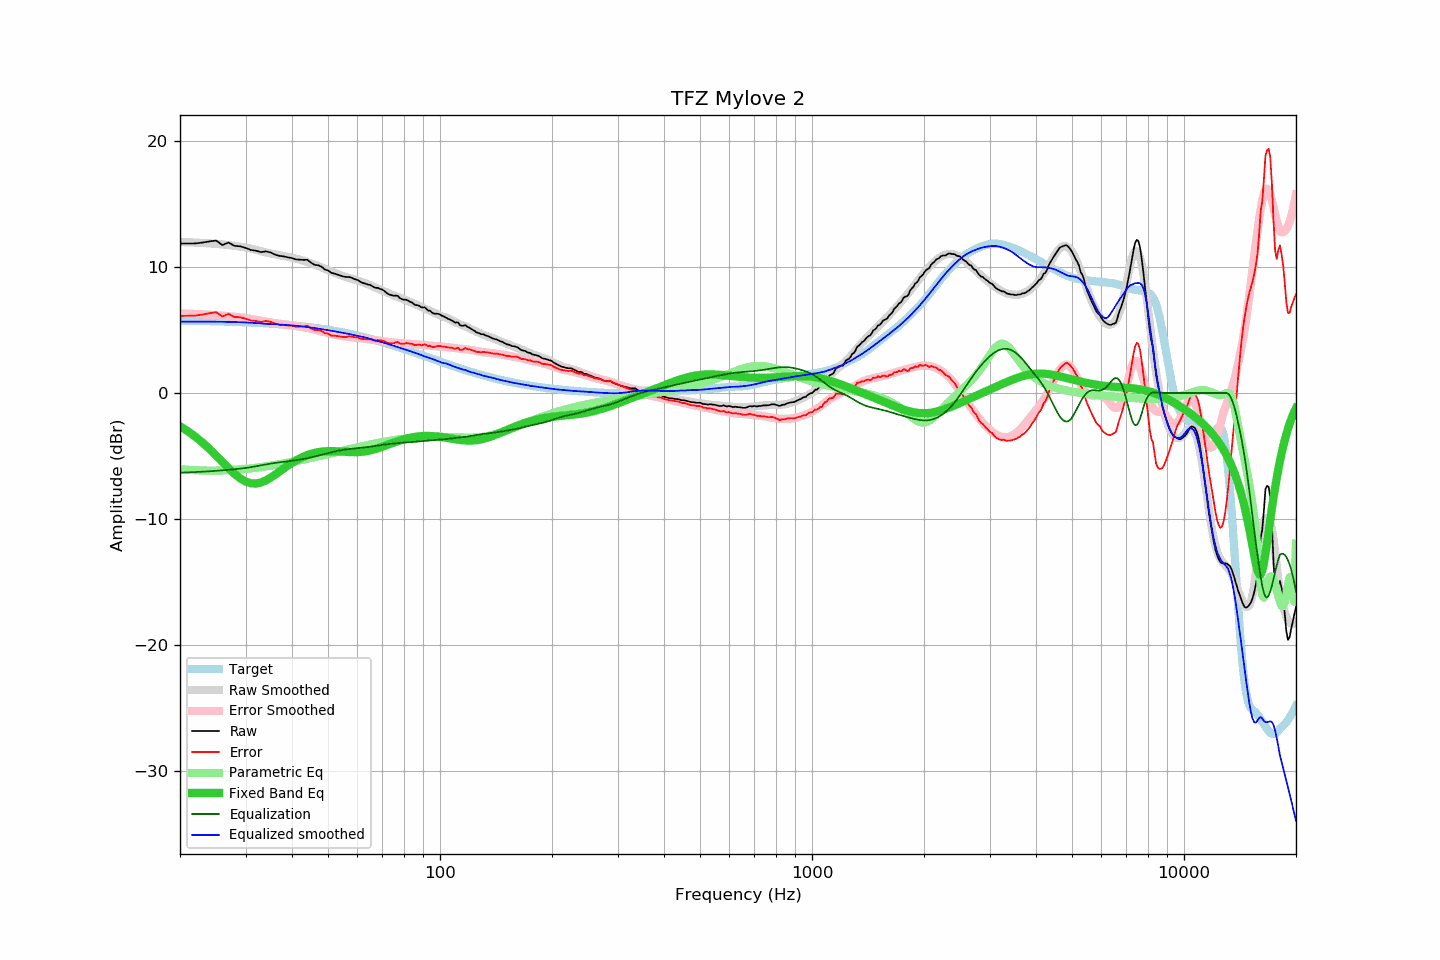 TFZ Mylove 2
20
10
0
−10
−20
−30
Amplitude (dBr)
Target
Raw Smoothed
Error Smoothed
Raw
Error
Parametric Eq
Fixed Band Eq
Equalization
Equalized smoothed
100
1000
10000
Frequency (Hz)